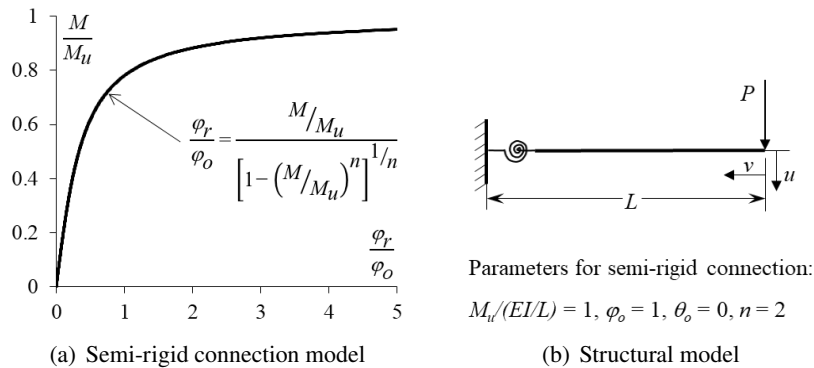 1
M/M_u
0.8
0.6
0.4
0.2
0
φ_r/φ_o = M/M_u / [1−(M/M_u)^n]^1/n
φ_r/φ_o
0 1 2 3 4 5
(a) Semi-rigid connection model
P
v u
L
Parameters for semi-rigid connection:
M_u/(EI/L) = 1, φ_o = 1, θ_o = 0, n = 2
(b) Structural model